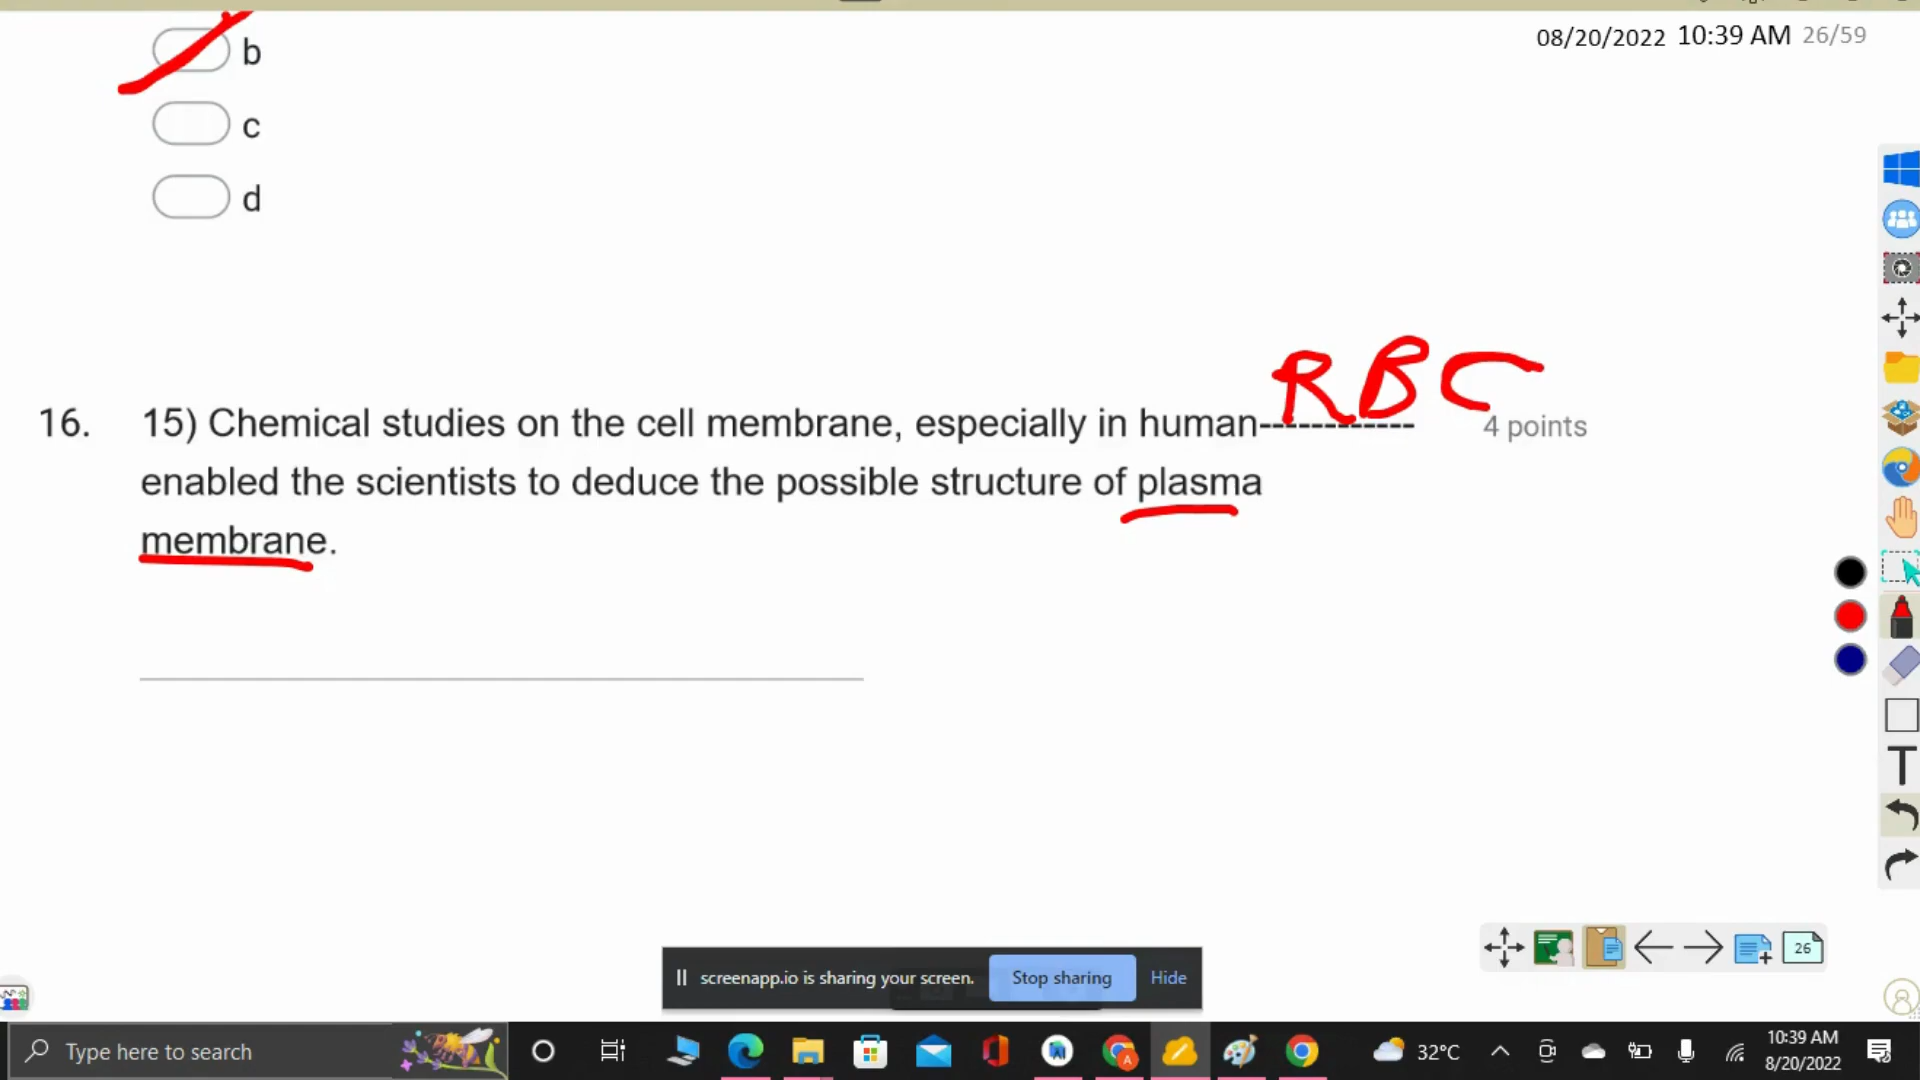 08/20/2022 10:39 AM 26/59
b
c
d
RBC
16. 15) Chemical studies on the cell membrane, especially in human------------ 4 points
enabled the scientists to deduce the possible structure of plasma
membrane.
T
26
screenapp.io is sharing your screen. Stop sharing Hide
Type here to search
32°C
10:39 AM
8/20/2022